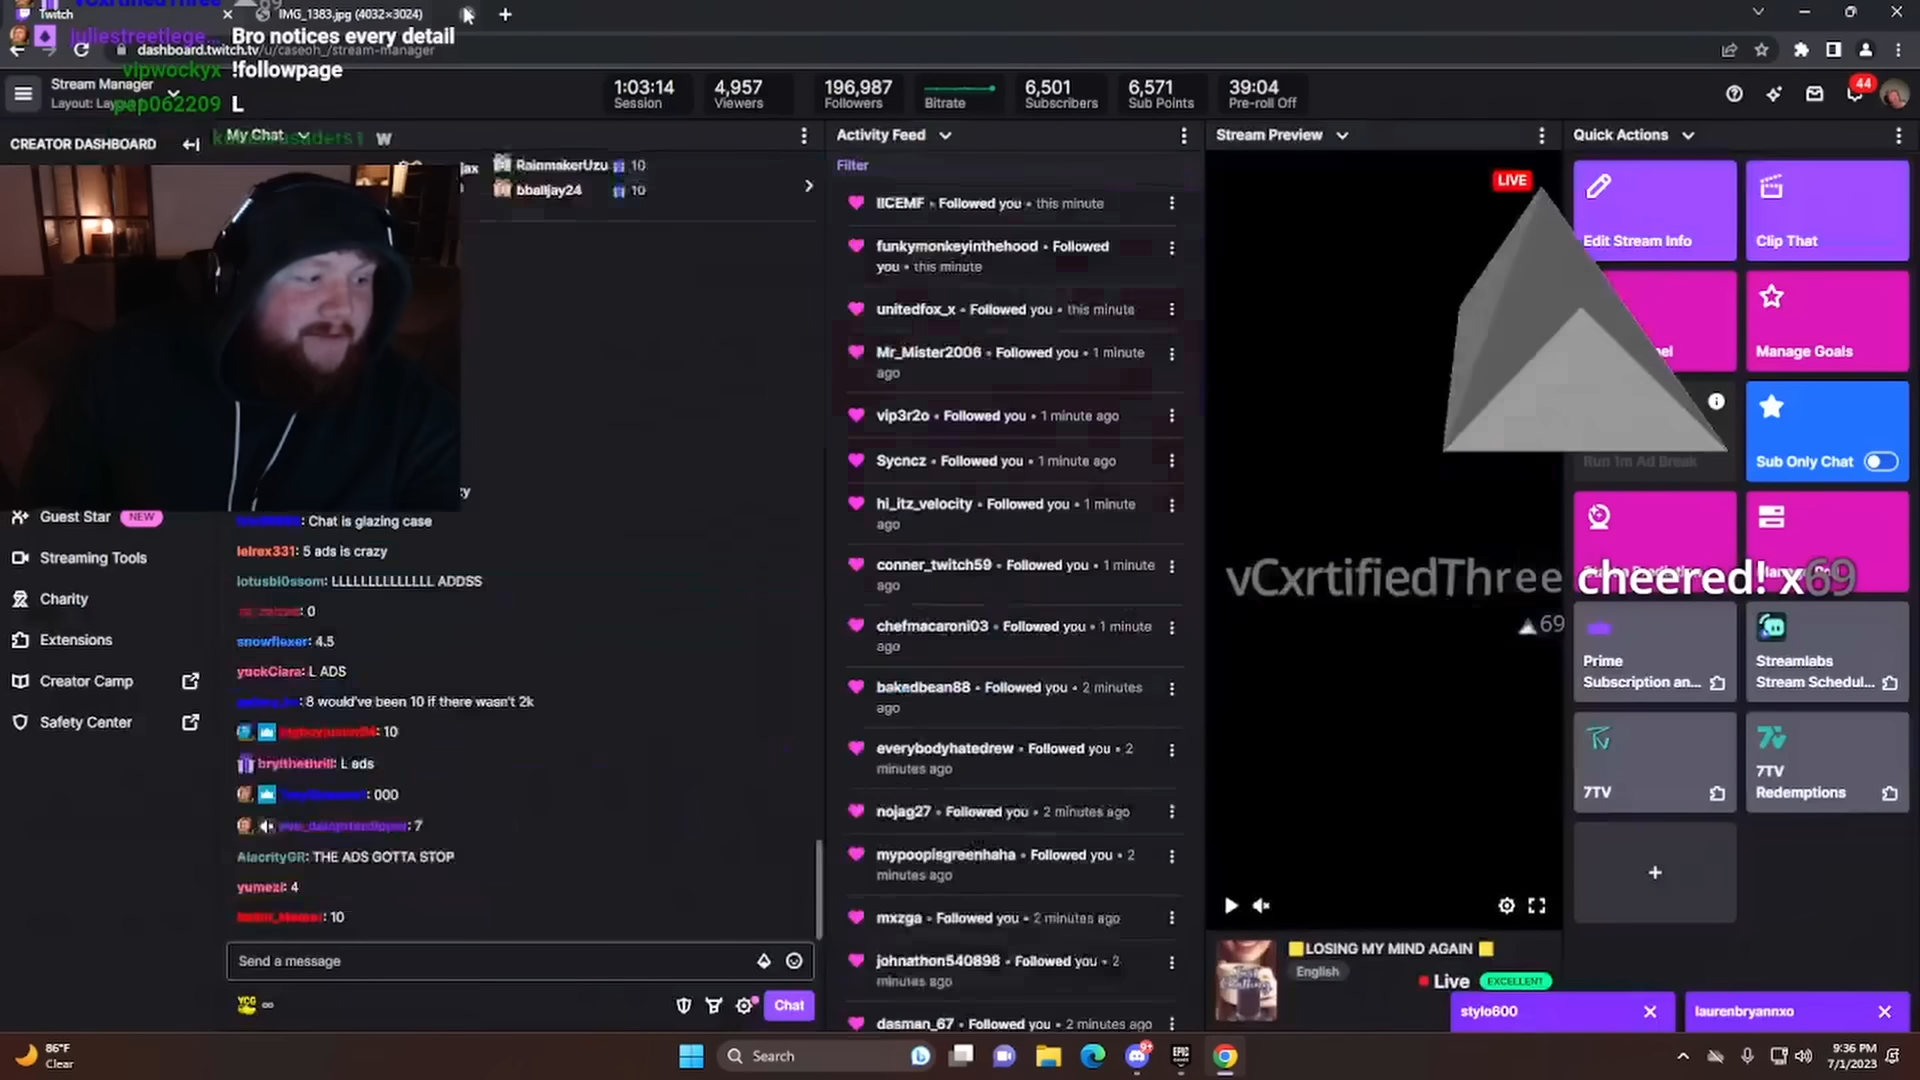 Twitch
IMG_1383.jpg (4032×3024)
juliestreetlege... Bro notices every detail
dashboard.twitch.tv/u/caseoh_/stream-manager
vipwockyx !followpage
pep062209 L
W
Stream Manager
1:03:14
Session
4,957
Viewers
196,987
Followers
Bitrate
6,501
Subscribers
6,571
Sub Points
39:04
Pre-roll Off
44
CREATOR DASHBOARD
My Chat
RainmakerUzu 10
bballjay24 10
Guest Star NEW
Streaming Tools
Charity
Extensions
Creator Camp
Safety Center
Chat is glazing case
lelrex331: 5 ads is crazy
lotusbl0ssom: LLLLLLLLLLLLLL ADDSS
: 0
snowflexer: 4.5
yuckCiara: L ADS
: 8 would've been 10 if there wasn't 2k
: 10
brylthethrill: L ads
: 000
: 7
AlacrityGR: THE ADS GOTTA STOP
yumezi: 4
: 10
Send a message
Chat
Activity Feed
Filter
IICEMF • Followed you • this minute
funkymonkeyinthehood • Followed
you • this minute
unitedfox_x • Followed you • this minute
Mr_Mister2006 • Followed you • 1 minute
ago
vip3r2o • Followed you • 1 minute ago
Sycncz • Followed you • 1 minute ago
hi_itz_velocity • Followed you • 1 minute
ago
conner_twitch59 • Followed you • 1 minute
ago
chefmacaroni03 • Followed you • 1 minute
ago
bakedbean88 • Followed you • 2 minutes
ago
everybodyhatedrew • Followed you • 2
minutes ago
nojag27 • Followed you • 2 minutes ago
mypoopisgreenhaha • Followed you • 2
minutes ago
mxzga • Followed you • 2 minutes ago
johnathon540898 • Followed you • 2
minutes ago
dasman_67 • Followed you • 2 minutes ago
Stream Preview
LIVE
vCxrtifiedThree cheered! x69
69
LOSING MY MIND AGAIN
English
Live EXCELLENT
Quick Actions
Edit Stream Info
Clip That
Manage Goals
Run 1m Ad Break
Sub Only Chat
Prime
Subscription an...
Streamlabs
Stream Schedul...
7TV
7TV
Redemptions
+
stylo600
laurenbryannxo
86°F
Clear
Search
9:36 PM
7/1/2023